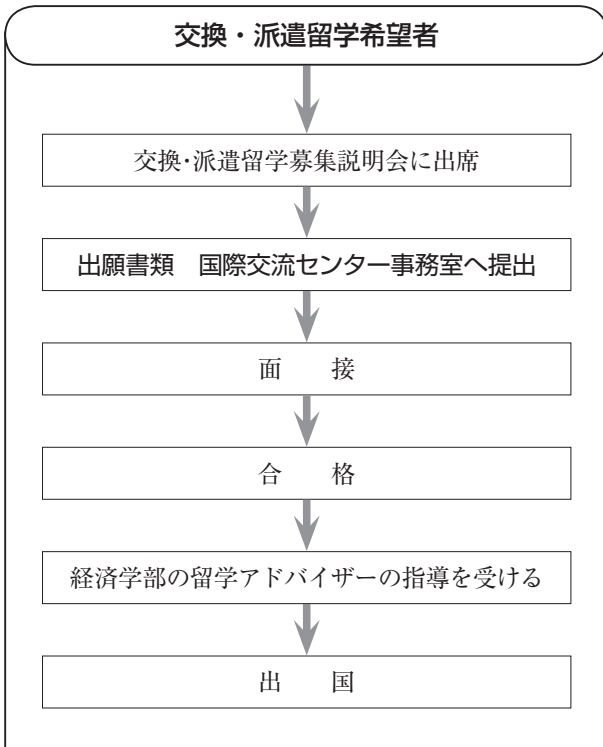 交換・派遣留学希望者
交換・派遣留学募集説明会に出席
出願書類　国際交流センター事務室へ提出
面　　接
合　　格
経済学部の留学アドバイザーの指導を受ける
出　　国